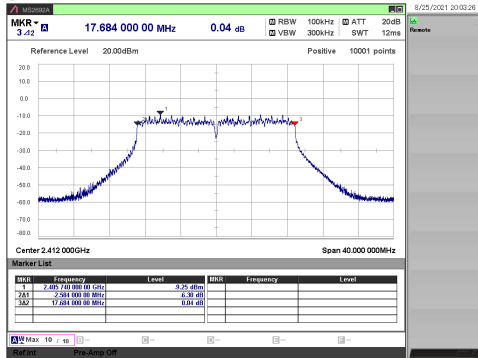 MS2692A
8/25/2021 20:03:26
MKR 3 Δ2 A 17.684 000 00 MHz 0.04 dB
M RBW 100kHz M ATT 20dB
M VBW 300kHz SWT 12ms
Remote
Reference Level 20.00dBm Positive 10001 points
20.0
10.0
0.0
-10.0
-20.0
-30.0
-40.0
-50.0
-60.0
-70.0
-80.0
1
3
Center 2.412 000GHz Span 40.000 000MHz
Marker List
MKR Frequency Level MKR Frequency Level
1 2.405 740 000 00 GHz -9.25 dBm
2Δ1 2.584 000 00 MHz -6.30 dB
3Δ2 17.684 000 00 MHz 0.04 dB
A W Max 10 / 10
Ref.Int Pre-Amp Off